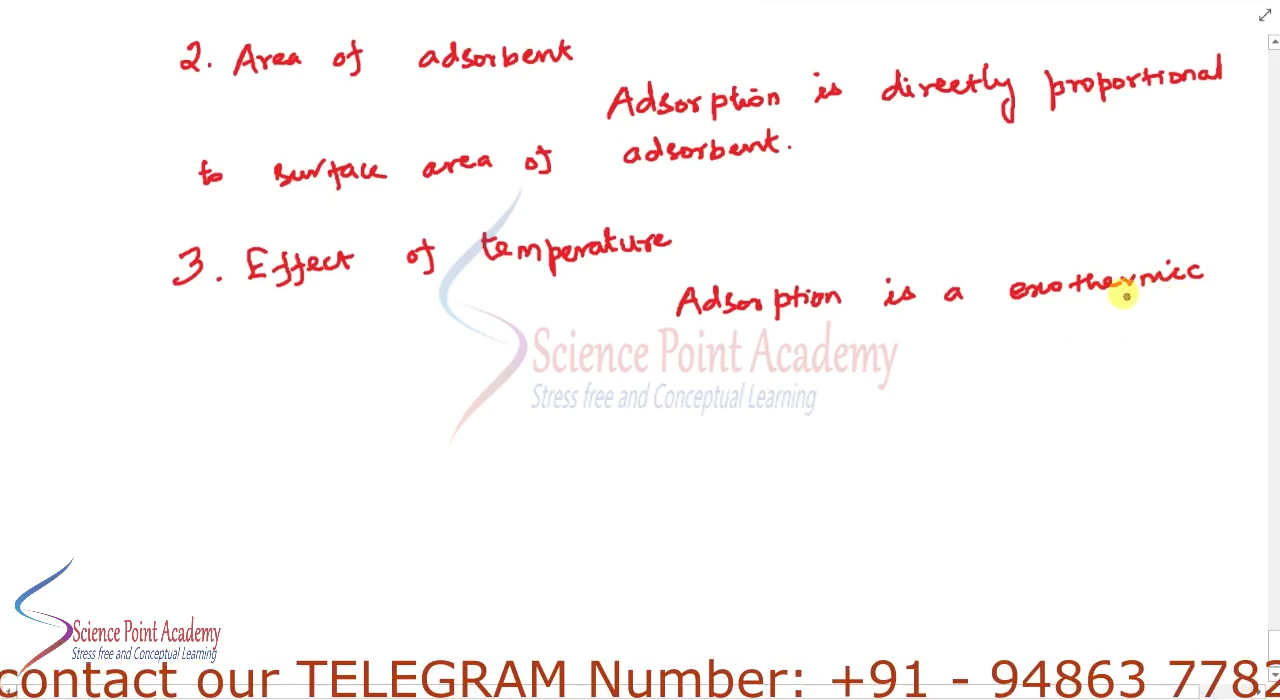 2. Area of adsorbent
Adsorption is directly proportional
to surface area of adsorbent.
3. Effect of temperature
Adsorption is a exothermic
Science Point Academy
Stress free and Conceptual Learning
Science Point Academy
Stress free and Conceptual Learning
contact our TELEGRAM Number: +91 - 94863 7782